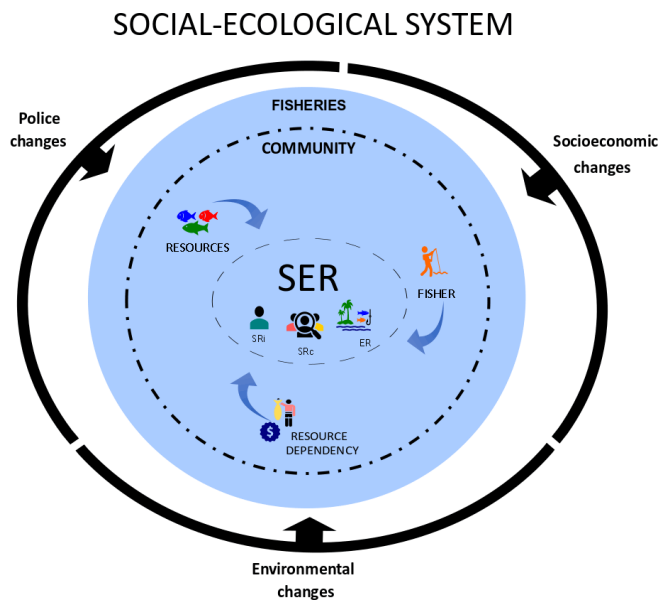 SOCIAL-ECOLOGICAL SYSTEM
FISHERIES
Police
changes
COMMUNITY
Socioeconomic
changes
RESOURCES
SER
FISHER
SRi
SRc
ER
$
RESOURCE
DEPENDENCY
Environmental
changes